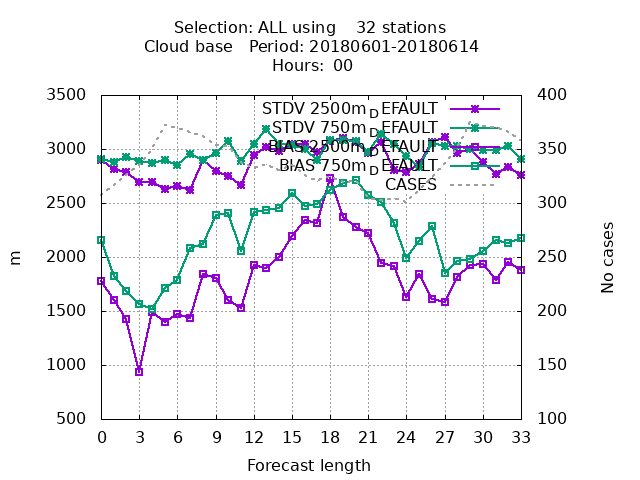 Selection: ALL using 32 stations
Cloud base Period: 20180601-20180614
Hours: 00
3500
400
STDV 2500m_DEFAULT
STDV 750m_DEFAULT
3000
350
BIAS 2500m_DEFAULT
BIAS 750m_DEFAULT
CASES
2500
300
m
2000
250
No cases
1500
200
1000
150
500
100
0 3 6 9 12 15 18 21 24 27 30 33
Forecast length